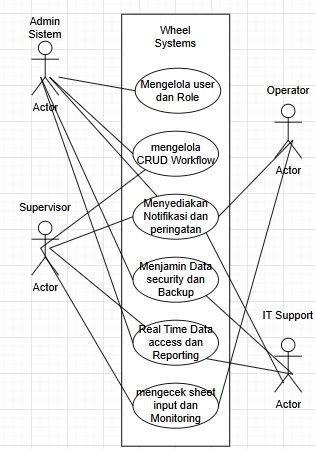 Admin
Sistem
Actor
Wheel
Systems
Mengelola user
dan Role
mengelola
CRUD Workflow
Menyediakan
Notifikasi dan
peringatan
Menjamin Data
security dan
Backup
Real Time Data
access dan
Reporting
mengecek sheet
input dan
Monitoring
Operator
Actor
Supervisor
Actor
IT Support
Actor